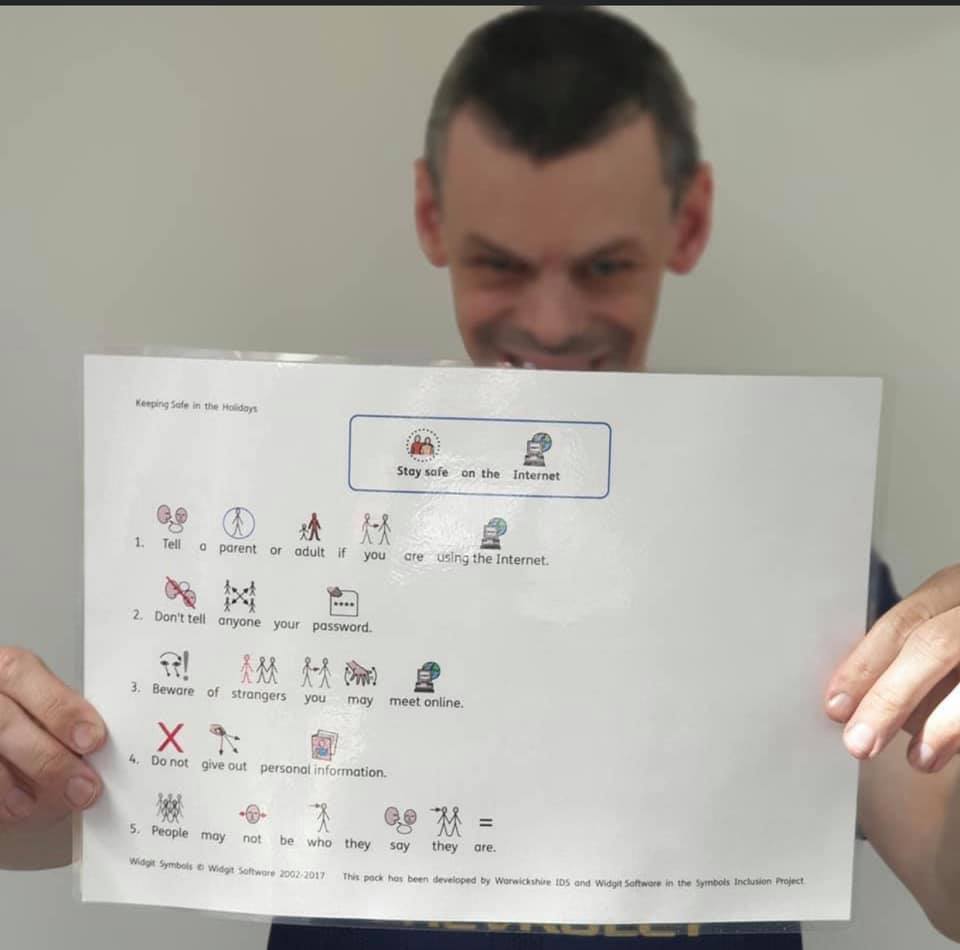 Keeping Safe in the Holidays
Stay safe on the Internet
1. Tell a parent or adult if you are using the Internet.
2. Don't tell anyone your password.
3. Beware of strangers you may meet online.
4. Do not give out personal information.
5. People may not be who they say they are.
Widgit Symbols © Widgit Software 2002-2017 This pack has been developed by Warwickshire IDS and Widgit Software in the Symbols Inclusion Project